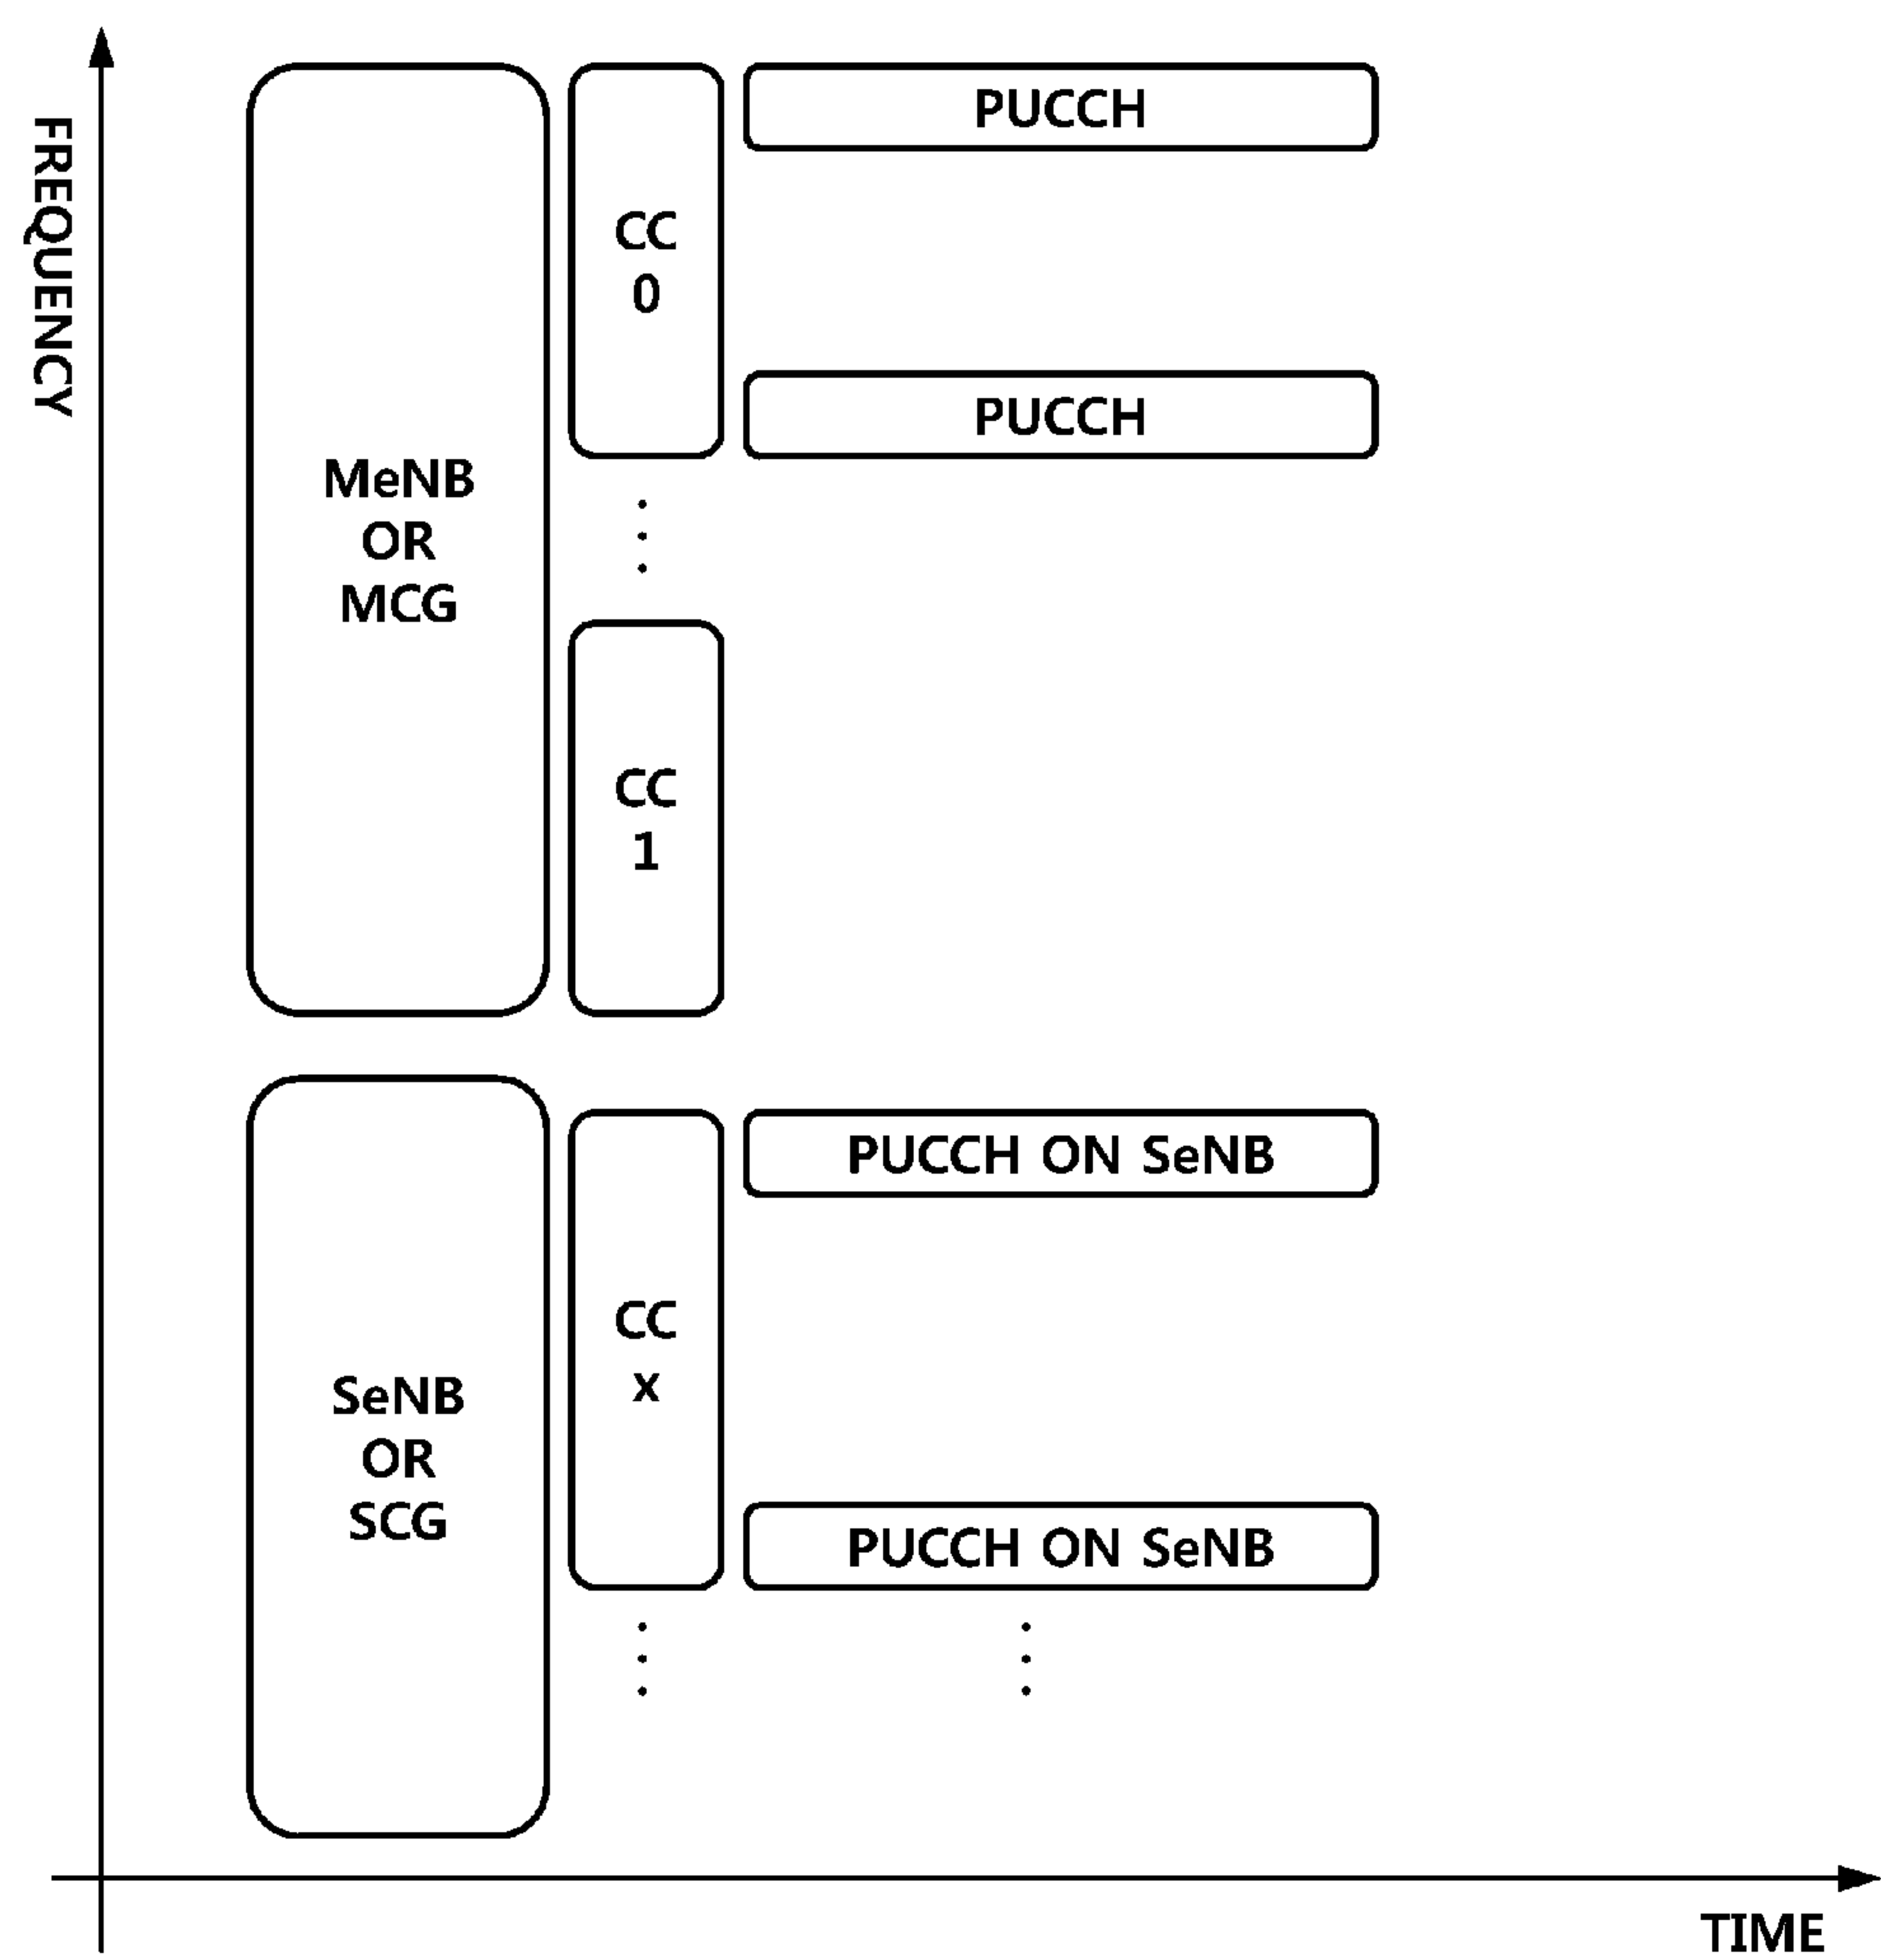 FREQUENCY
MeNB
OR
MCG
CC
0
PUCCH
PUCCH
CC
1
SeNB
OR
SCG
CC
x
PUCCH ON SeNB
PUCCH ON SeNB
TIME